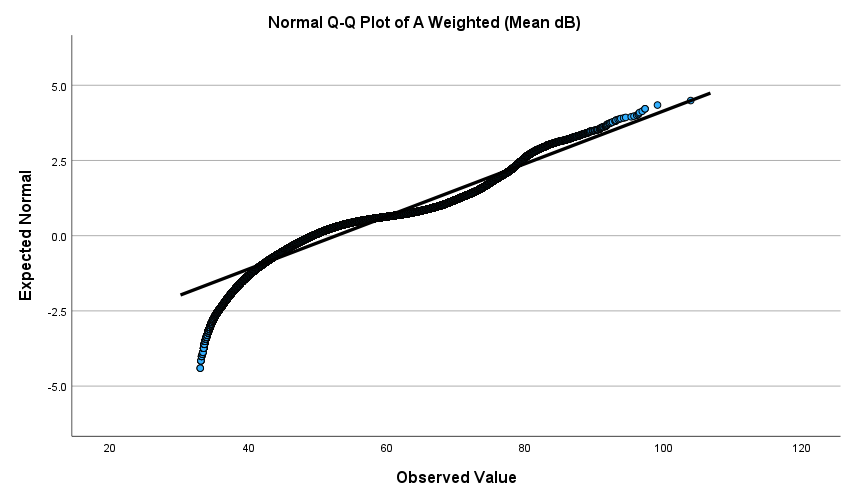 Normal Q-Q Plot of A Weighted (Mean dB)
5.0
2.5
0.0
-2.5
-5.0
Expected Normal
20 40 60 80 100 120
Observed Value